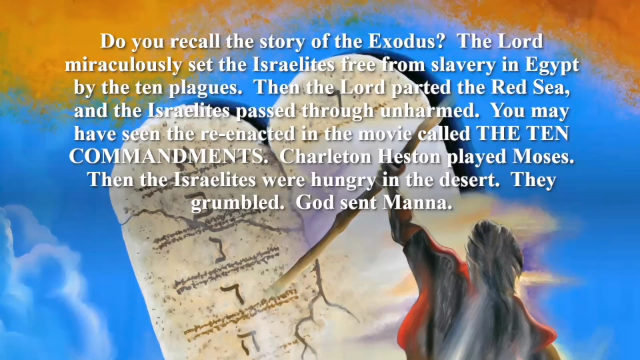 Do you recall the story of the Exodus?  The Lord
miraculously set the Israelites free from slavery in Egypt
by the ten plagues.  Then the Lord parted the Red Sea,
and the Israelites passed through unharmed.  You may
have seen the re-enacted in the movie called THE TEN
COMMANDMENTS.  Charleton Heston played Moses.
Then the Israelites were hungry in the desert.  They
grumbled.  God sent Manna.
ג
ד
ה